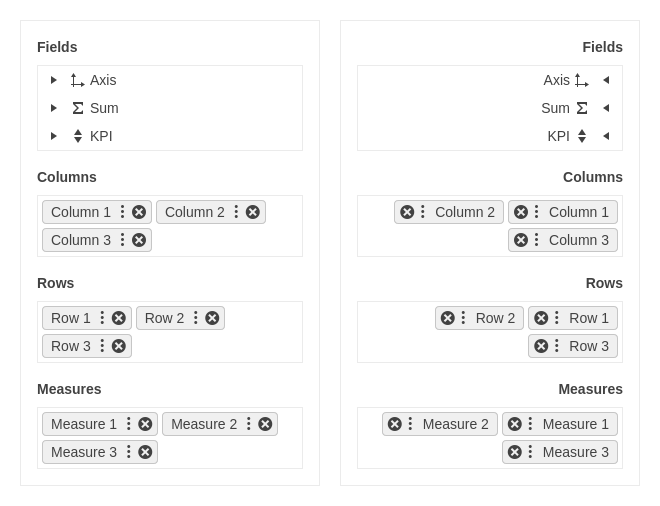 Fields
Axis
Sum
KPI
Columns
Column 1 Column 2
Column 3
Rows
Row 1 Row 2
Row 3
Measures
Measure 1 Measure 2
Measure 3
Fields
Axis
Sum
KPI
Columns
Column 2 Column 1
Column 3
Rows
Row 2 Row 1
Row 3
Measures
Measure 2 Measure 1
Measure 3